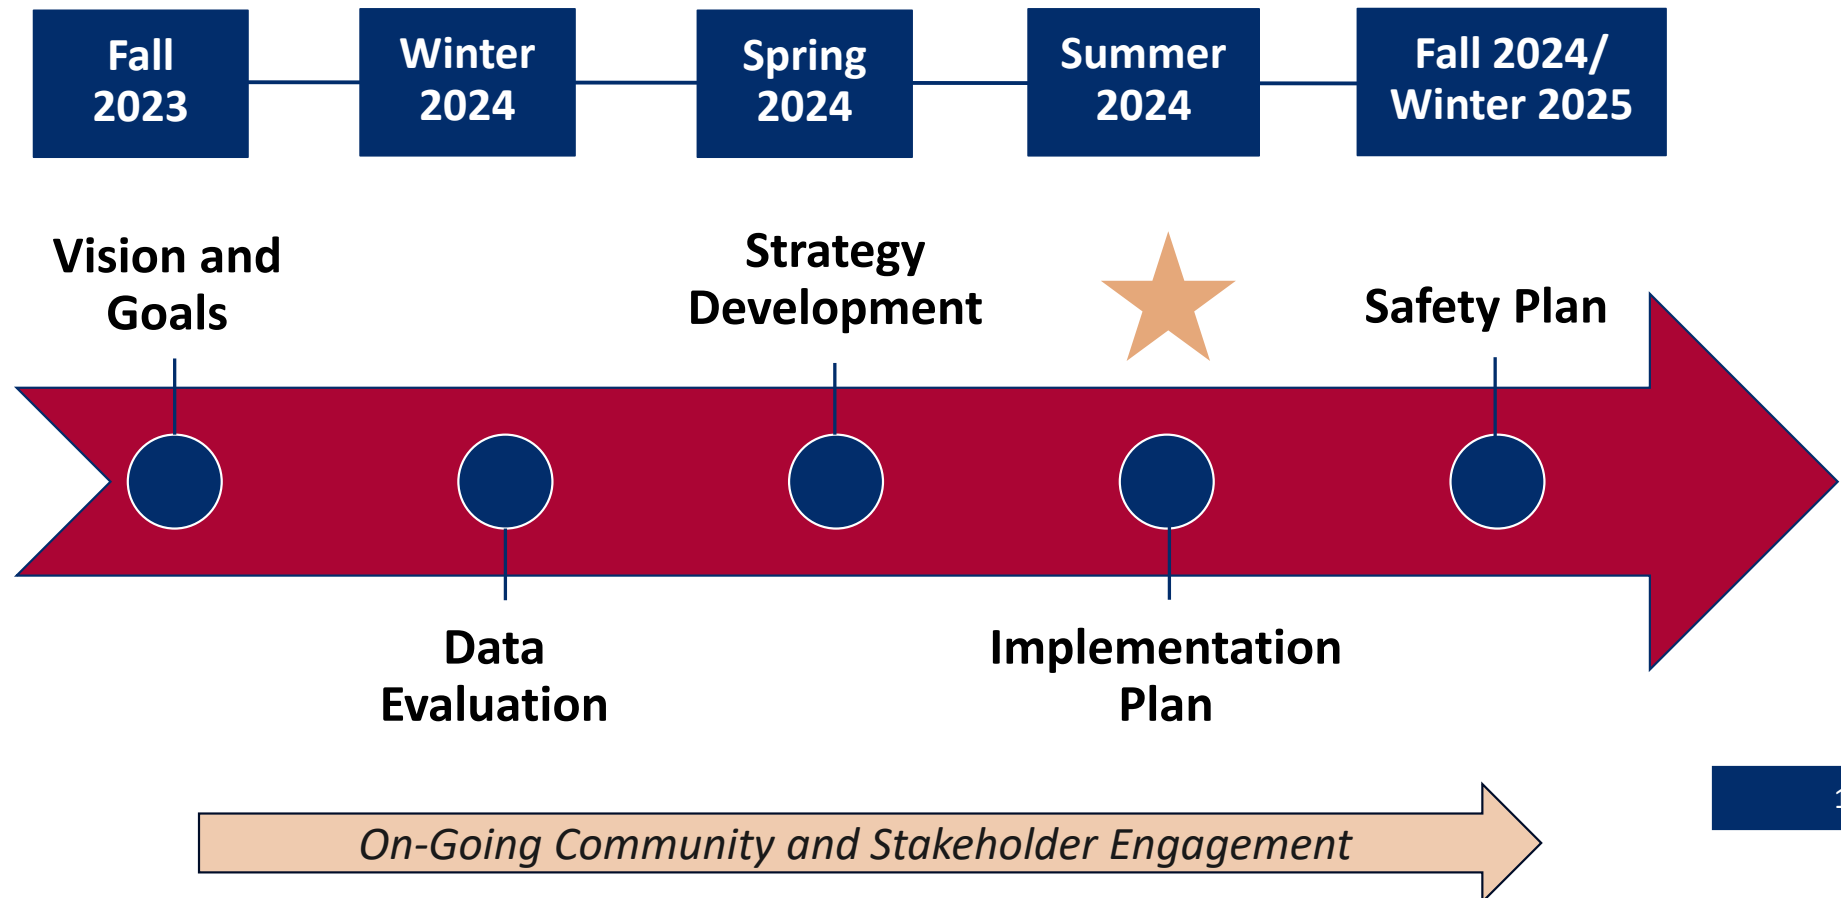 Fall
2023
Winter
2024
Spring
2024
Summer
2024
Fall 2024/
Winter 2025
Vision and
Goals
Strategy
Development
Safety Plan
Data
Evaluation
Implementation
Plan
On-Going Community and Stakeholder Engagement